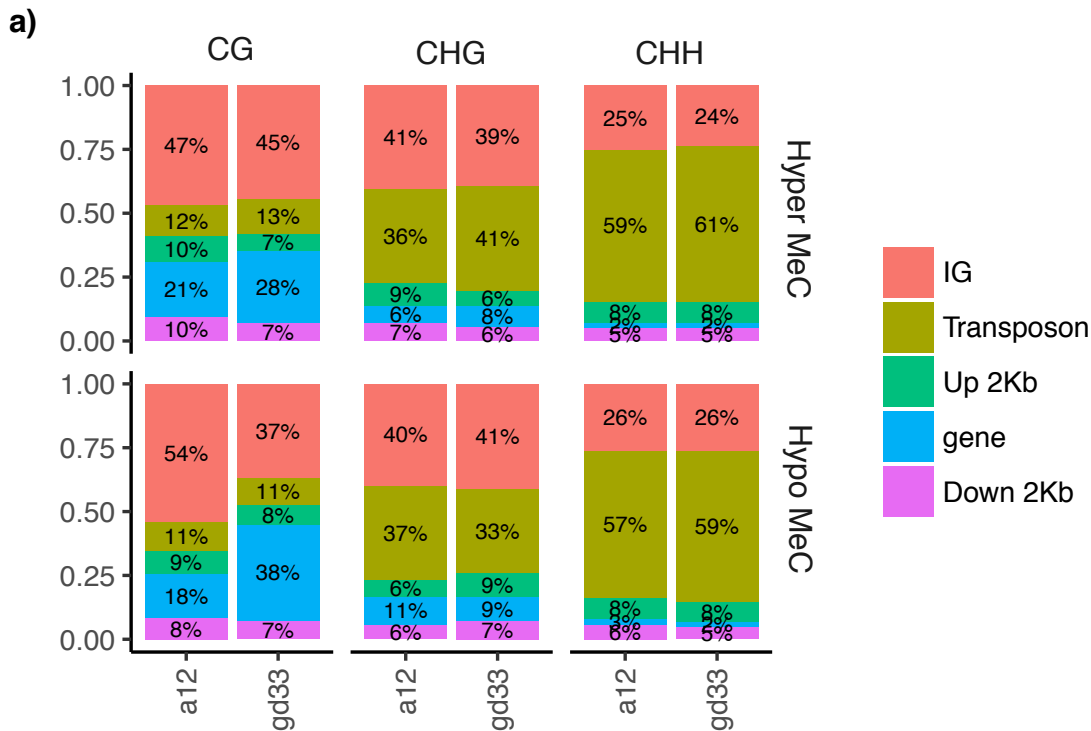 a)
CG CHG CHH
1.00
0.75
0.50
0.25
0.00
47% 45% 41% 39% 25% 24%
12% 13% 36% 41% 59% 61%
10% 7% 9% 6% 8% 8%
21% 28% 6% 8% 2% 2%
10% 7% 7% 6% 5% 5%
Hyper MeC
1.00
0.75
0.50
0.25
0.00
54% 37% 40% 41% 26% 26%
11% 11% 37% 33% 57% 59%
9% 8% 6% 9% 8% 8%
18% 38% 11% 9% 3% 2%
8% 7% 6% 7% 6% 5%
Hypo MeC
a12 gd33 a12 gd33 a12 gd33
IG
Transposon
Up 2Kb
gene
Down 2Kb